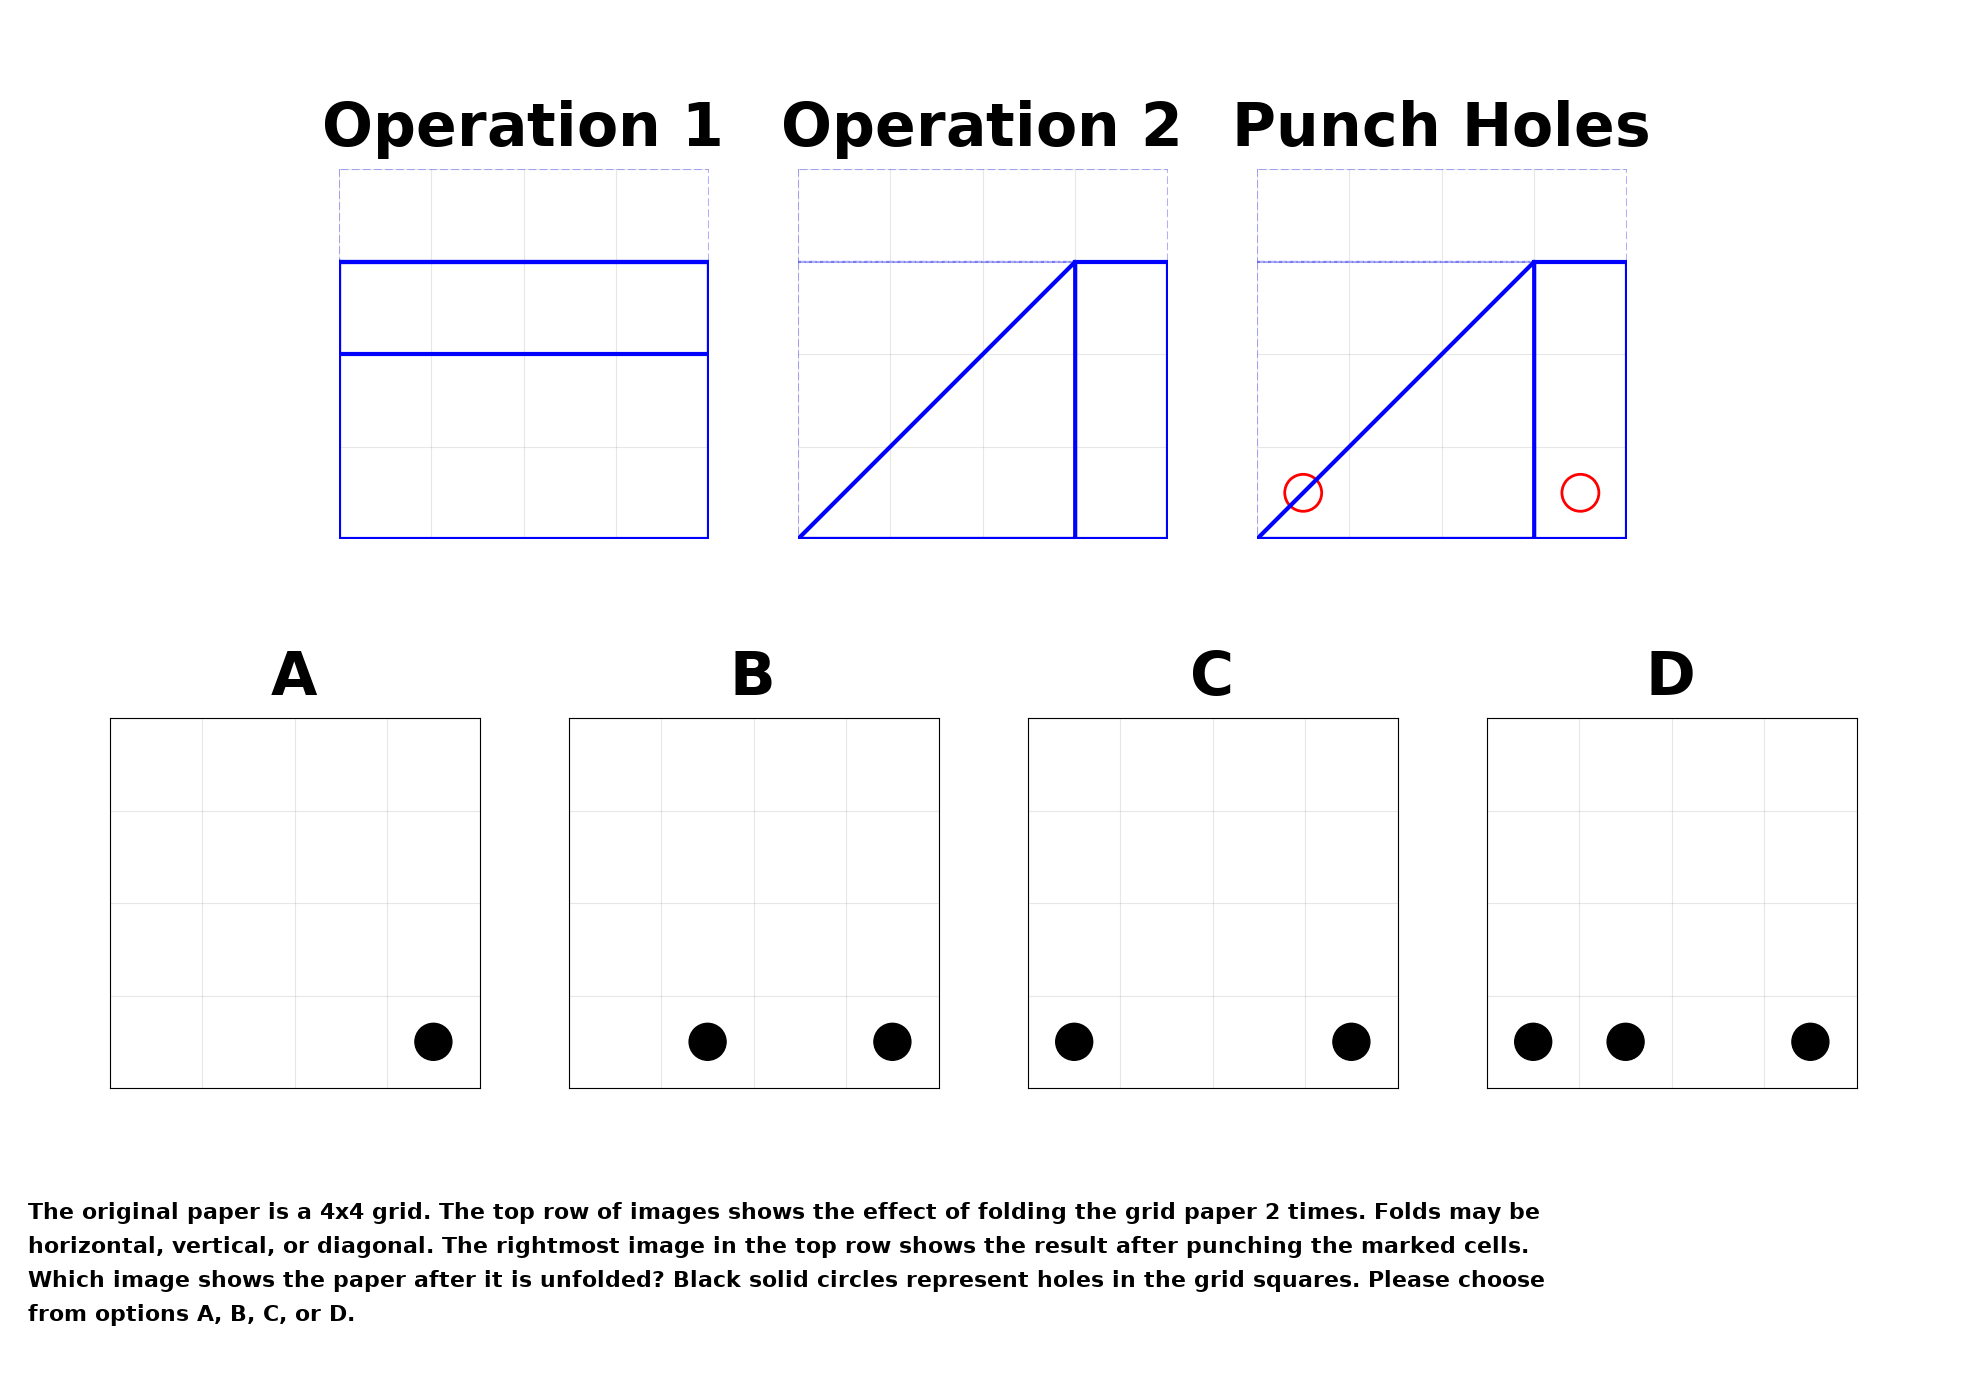 Operation 1 Operation 2 Punch Holes
A B C D
The original paper is a 4x4 grid. The top row of images shows the effect of folding the grid paper 2 times. Folds may be
horizontal, vertical, or diagonal. The rightmost image in the top row shows the result after punching the marked cells.
Which image shows the paper after it is unfolded? Black solid circles represent holes in the grid squares. Please choose
from options A, B, C, or D.